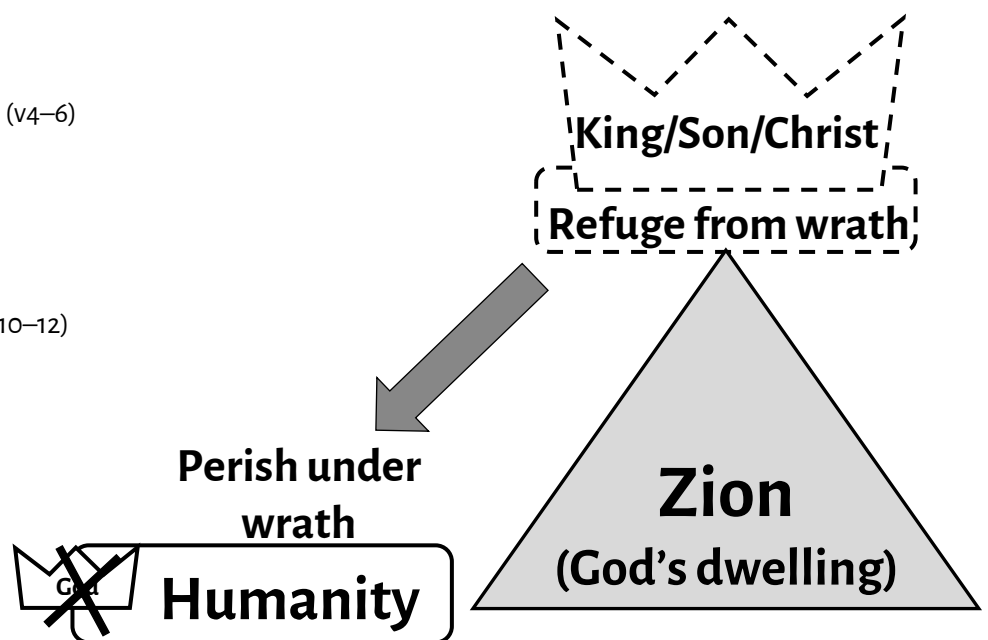 (v4–6)
King/Son/Christ
Refuge from wrath
10–12)
Perish under
wrath
Zion
(God’s dwelling)
God
Humanity